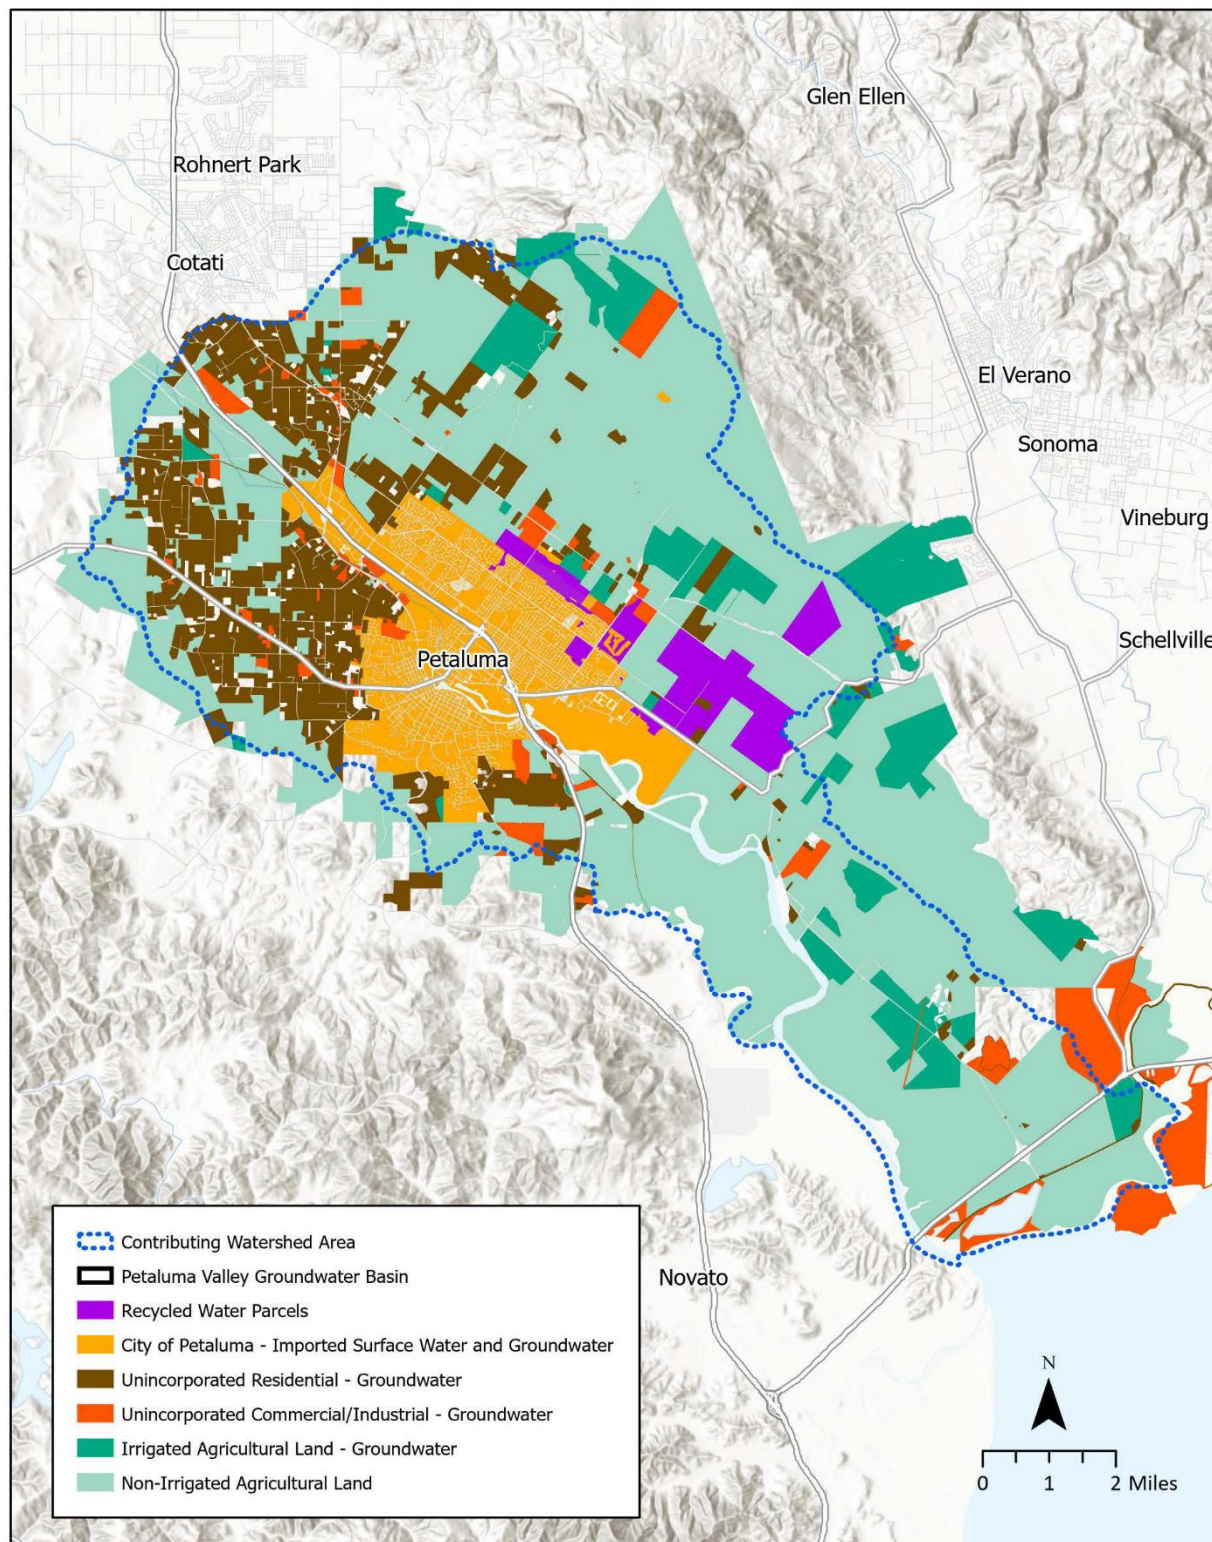 Glen Ellen
Rohnert Park
Cotati
El Verano
Sonoma
Vineburg
Schellville
Petaluma
Novato
Contributing Watershed Area
Petaluma Valley Groundwater Basin
Recycled Water Parcels
City of Petaluma - Imported Surface Water and Groundwater
Unincorporated Residential - Groundwater
Unincorporated Commercial/Industrial - Groundwater
Irrigated Agricultural Land - Groundwater
Non-Irrigated Agricultural Land
N
0 1 2 Miles